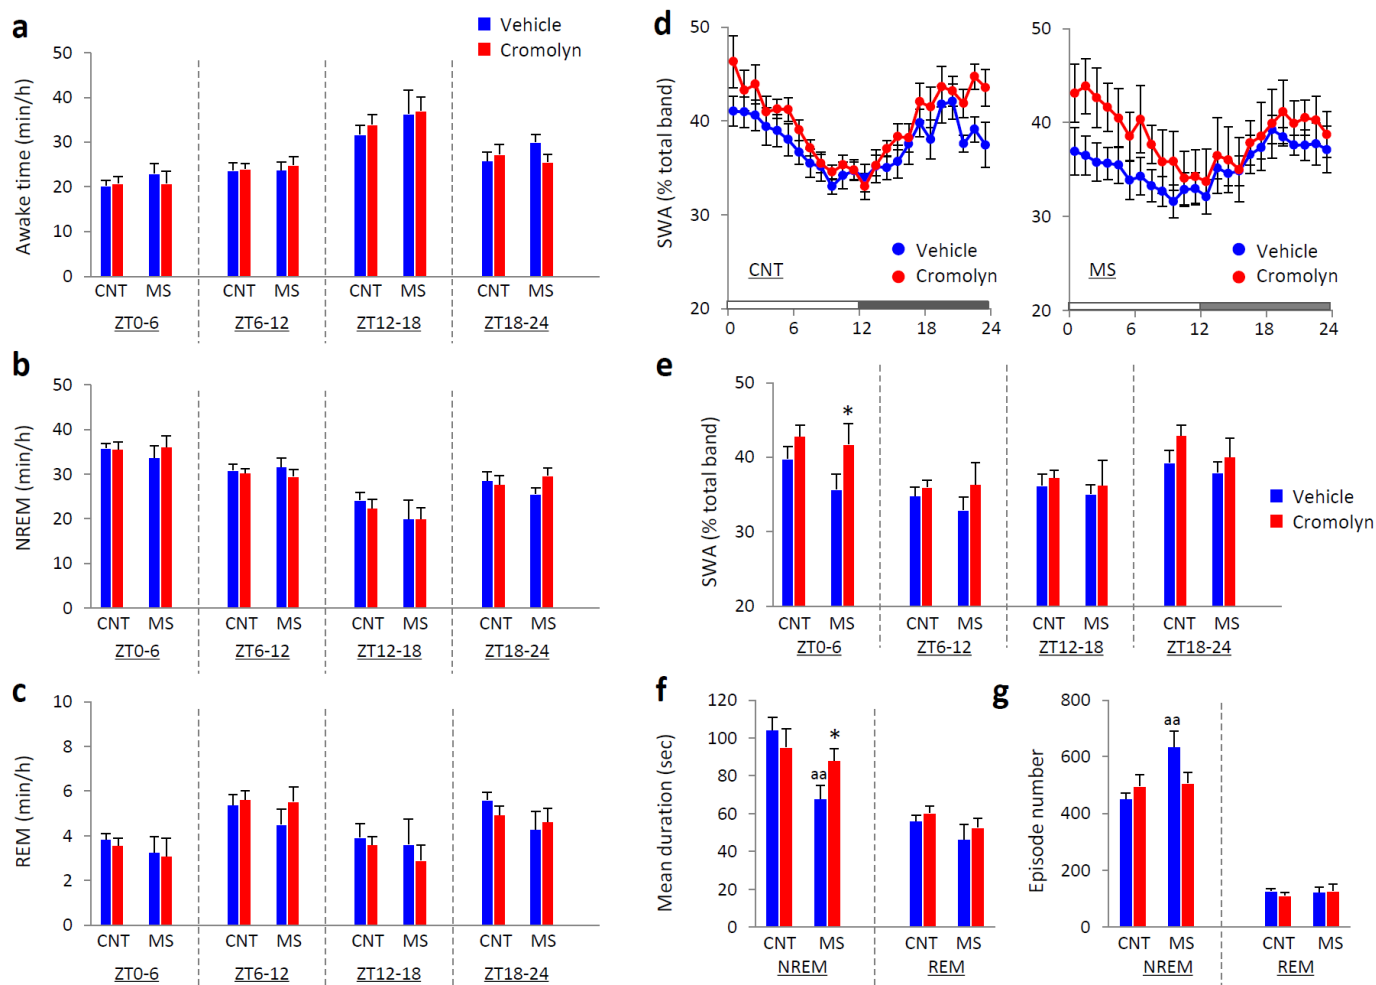 a
Vehicle
Cromolyn
Awake time (min/h)
50
40
30
20
10
0
CNT MS CNT MS CNT MS CNT MS
ZT0-6 ZT6-12 ZT12-18 ZT18-24
b
NREM (min/h)
50
40
30
20
10
0
CNT MS CNT MS CNT MS CNT MS
ZT0-6 ZT6-12 ZT12-18 ZT18-24
c
REM (min/h)
10
8
6
4
2
0
CNT MS CNT MS CNT MS CNT MS
ZT0-6 ZT6-12 ZT12-18 ZT18-24
d
SWA (% total band)
50
40
30
20
Vehicle
Cromolyn
CNT
0 6 12 18 24
50
40
30
20
Vehicle
Cromolyn
MS
0 6 12 18 24
e
SWA (% total band)
50
40
30
20
*
Vehicle
Cromolyn
CNT MS CNT MS CNT MS CNT MS
ZT0-6 ZT6-12 ZT12-18 ZT18-24
f
Mean duration (sec)
120
100
80
60
40
20
0
aa *
CNT MS CNT MS
NREM REM
g
Episode number
800
600
400
200
0
aa
CNT MS CNT MS
NREM REM